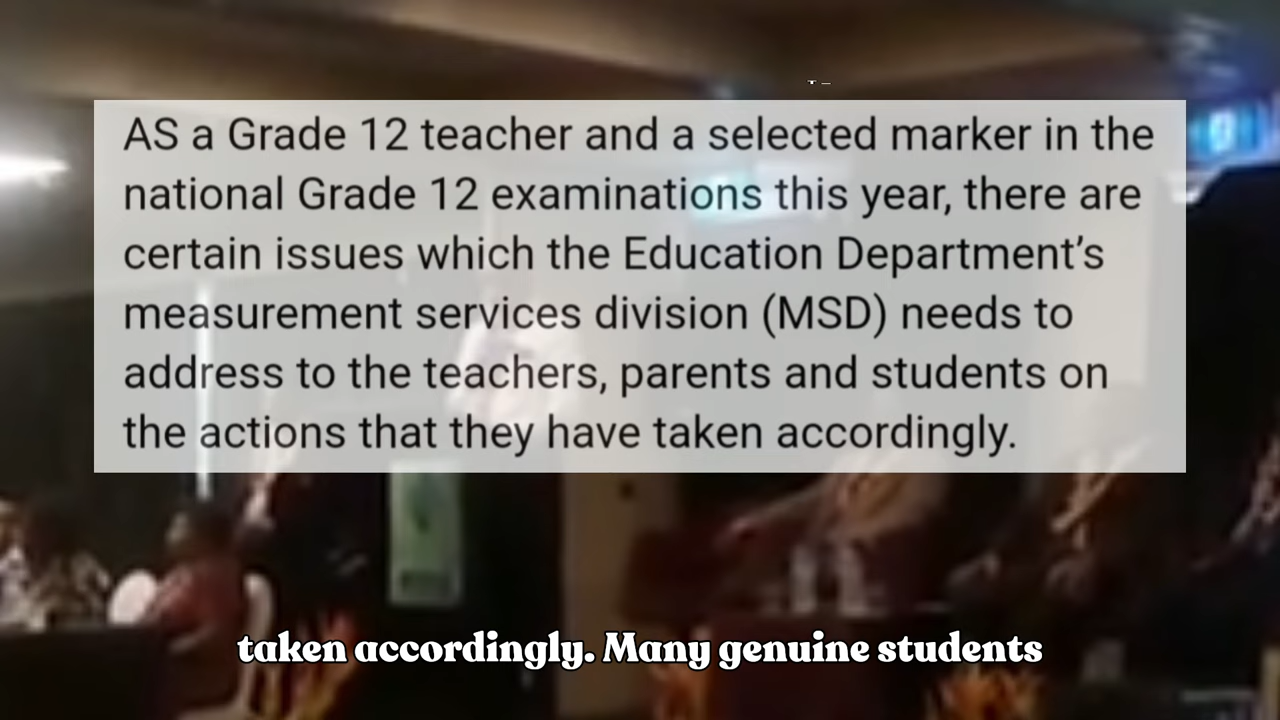 AS a Grade 12 teacher and a selected marker in the
national Grade 12 examinations this year, there are
certain issues which the Education Department’s
measurement services division (MSD) needs to
address to the teachers, parents and students on
the actions that they have taken accordingly.
taken accordingly. Many genuine students